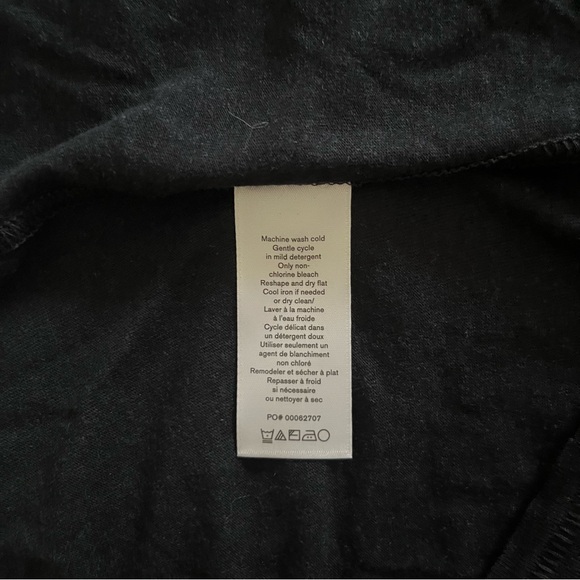 Machine wash cold
Gentle cycle
in mild detergent
Only non-
chlorine bleach
Reshape and dry flat
Cool iron if needed
or dry clean/
Laver à la machine
à l'eau froide
Cycle délicat dans
un détergent doux
Utiliser seulement un
agent de blanchiment
non chloré
Remodeler et sécher à plat
Repasser à froid
si nécessaire
ou nettoyer à sec
PO# 00062707